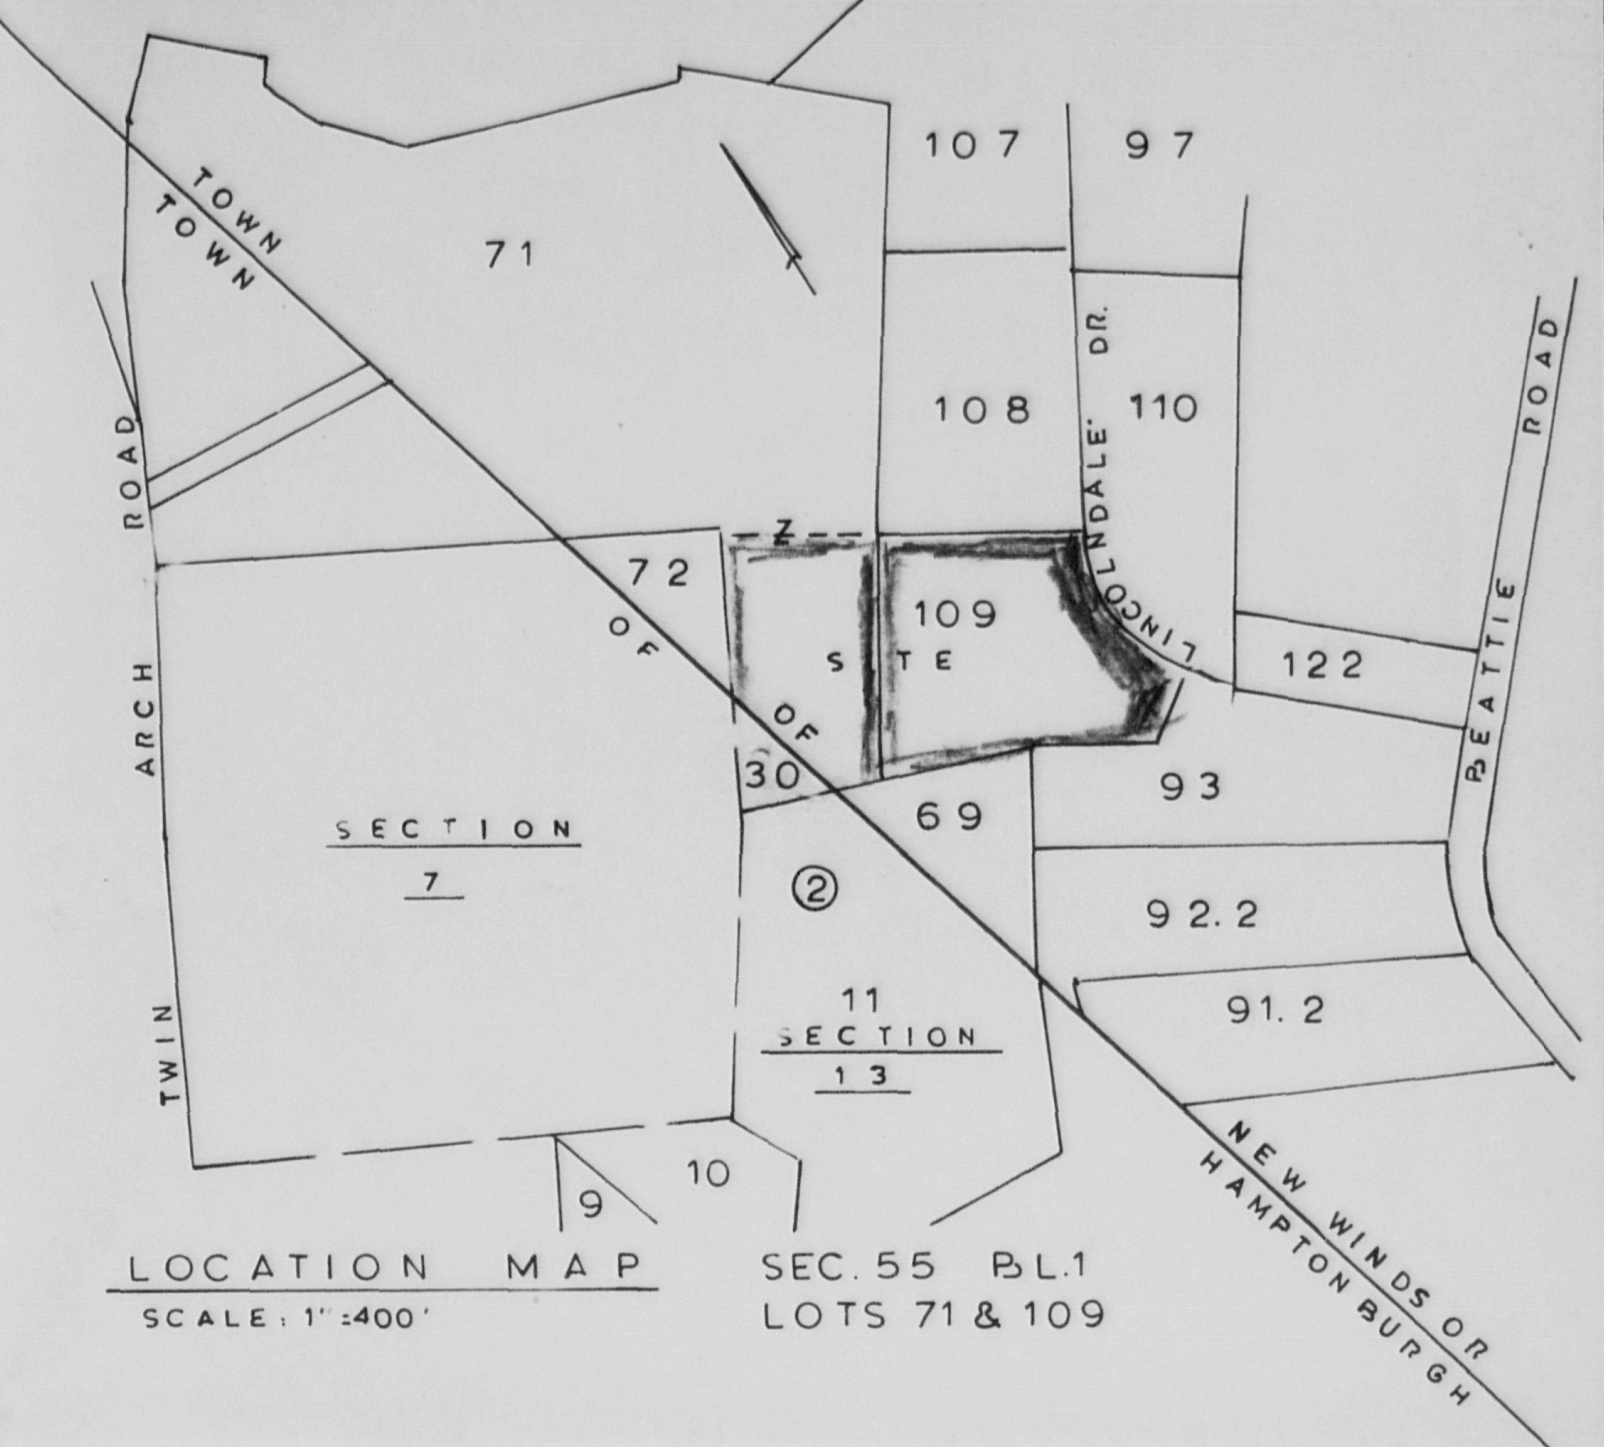 107
97
TOWN
TOWN
71
LINCOLNDALE DR.
108
110
BEATTIE ROAD
TWIN ARCH ROAD
Z
72
109
OF
S TE
122
OF
30
93
69
SECTION
7
2
92.2
11
91.2
SECTION
13
NEW WINDSOR
HAMPTONBURGH
10
9
LOCATION MAP
SCALE: 1"=400'
SEC. 55 BL.1
LOTS 71 & 109